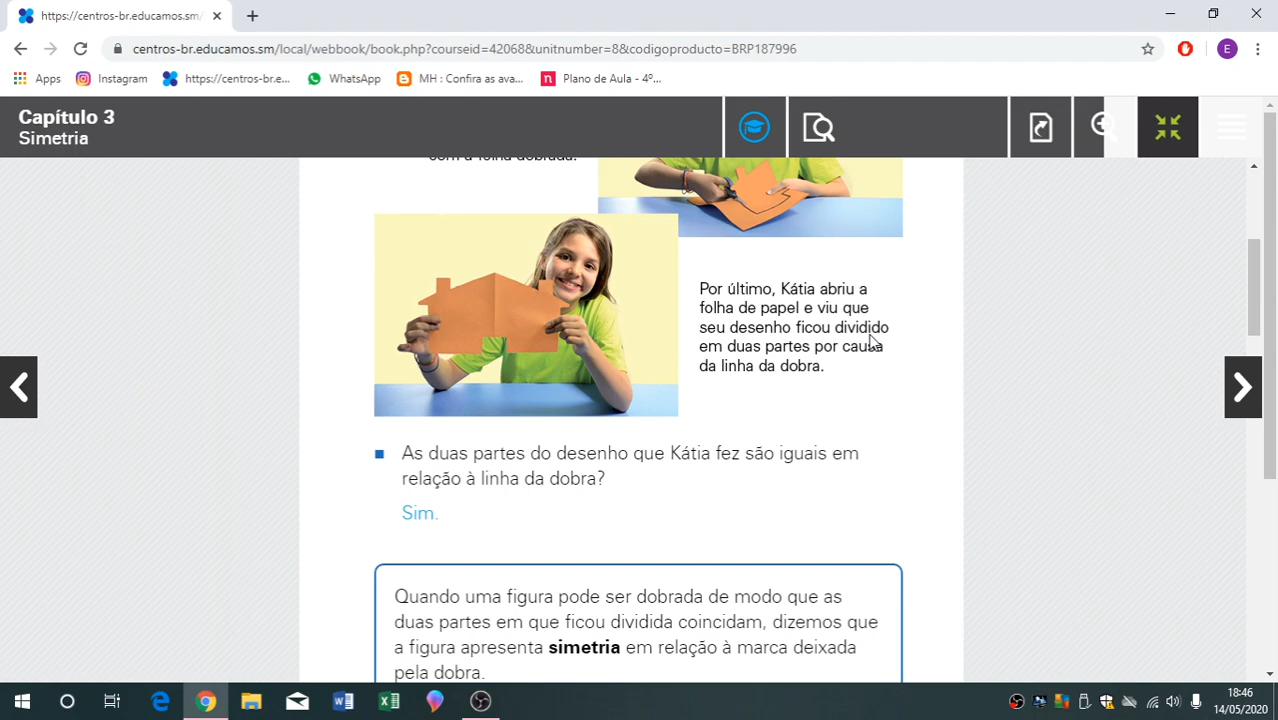 https://centros-br.educamos.sm/
centros-br.educamos.sm/local/webbook/book.php?courseid=42068&unitnumber=8&codigoproducto=BRP187996
E
Apps
Instagram
https://centros-br.e...
WhatsApp
MH : Confira as ava...
n
Plano de Aula - 4º...
Capítulo 3
Simetria
com a folha dobrada.
Por último, Kátia abriu a
folha de papel e viu que
seu desenho ficou dividido
em duas partes por causa
da linha da dobra.
As duas partes do desenho que Kátia fez são iguais em
relação à linha da dobra?
Sim.
Quando uma figura pode ser dobrada de modo que as
duas partes em que ficou dividida coincidam, dizemos que
a figura apresenta simetria em relação à marca deixada
pela dobra.
18:46
14/05/2020